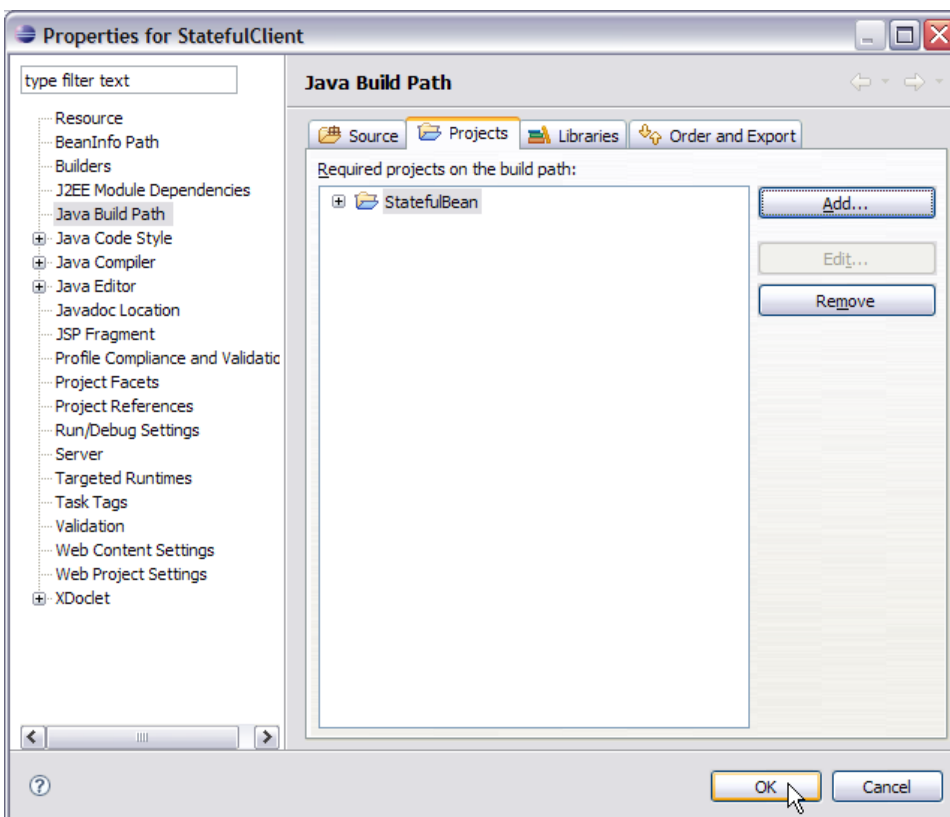 Properties for StatefulClient
type filter text
Resource
BeanInfo Path
Builders
J2EE Module Dependencies
Java Build Path
Java Code Style
Java Compiler
Java Editor
Javadoc Location
JSP Fragment
Profile Compliance and Validatic
Project Facets
Project References
Run/Debug Settings
Server
Targeted Runtimes
Task Tags
Validation
Web Content Settings
Web Project Settings
XDoclet
Java Build Path
Source Projects Libraries Order and Export
Required projects on the build path:
StatefulBean
Add...
Edit...
Remove
OK Cancel